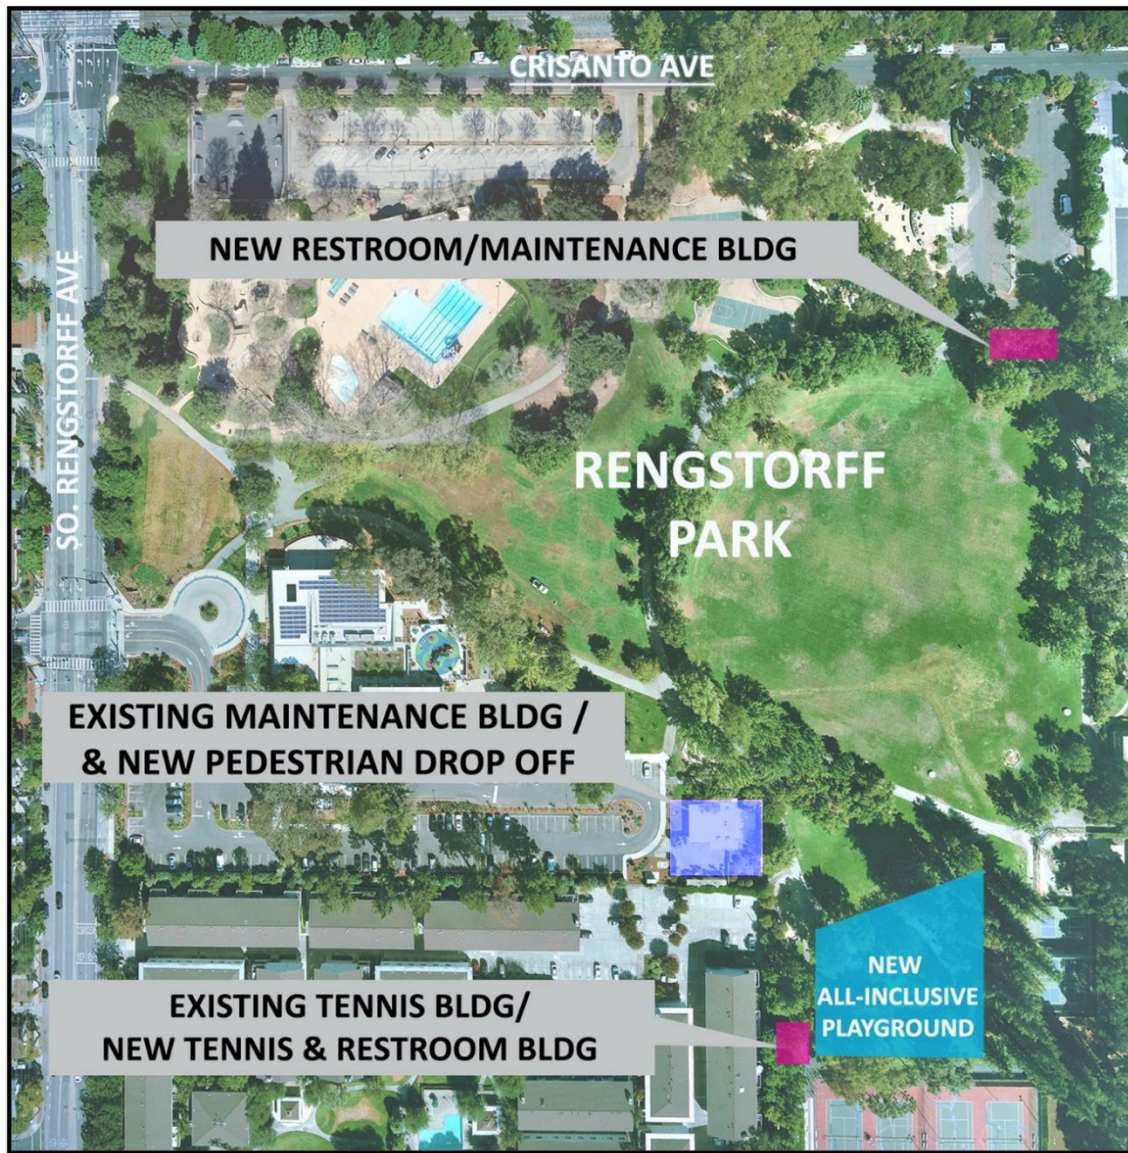 CRISANTO AVE
NEW RESTROOM/MAINTENANCE BLDG
SO. RENGSTORFF AVE
RENGSTORFF
PARK
EXISTING MAINTENANCE BLDG /
& NEW PEDESTRIAN DROP OFF
NEW
ALL-INCLUSIVE
PLAYGROUND
EXISTING TENNIS BLDG/
NEW TENNIS & RESTROOM BLDG